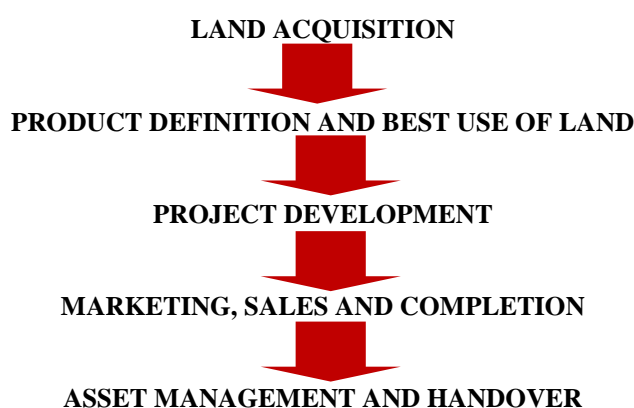 LAND ACQUISITION
PRODUCT DEFINITION AND BEST USE OF LAND
PROJECT DEVELOPMENT
MARKETING, SALES AND COMPLETION
ASSET MANAGEMENT AND HANDOVER